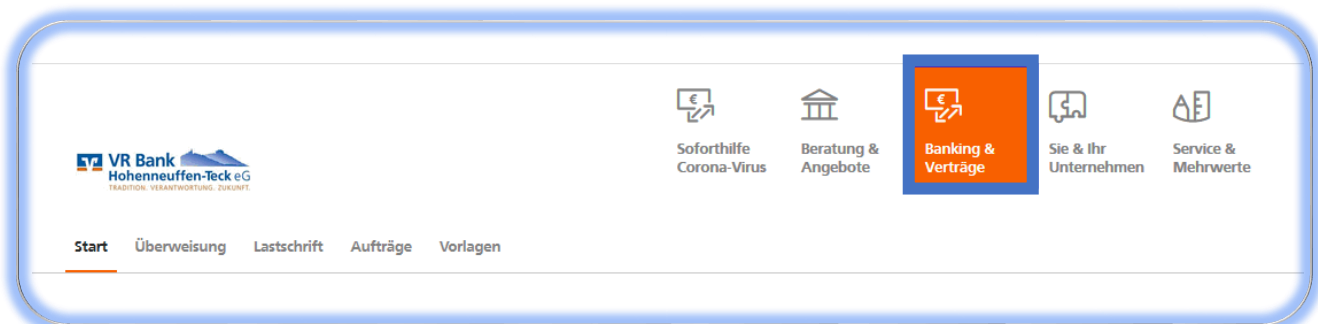 Soforthilfe
Corona-Virus
Beratung &
Angebote
€
Banking &
Verträge
Sie & Ihr
Unternehmen
Service &
Mehrwerte
VR Bank
Hohenneuffen-Teck eG
TRADITION. VERANTWORTUNG. ZUKUNFT.
Start Überweisung Lastschrift Aufträge Vorlagen